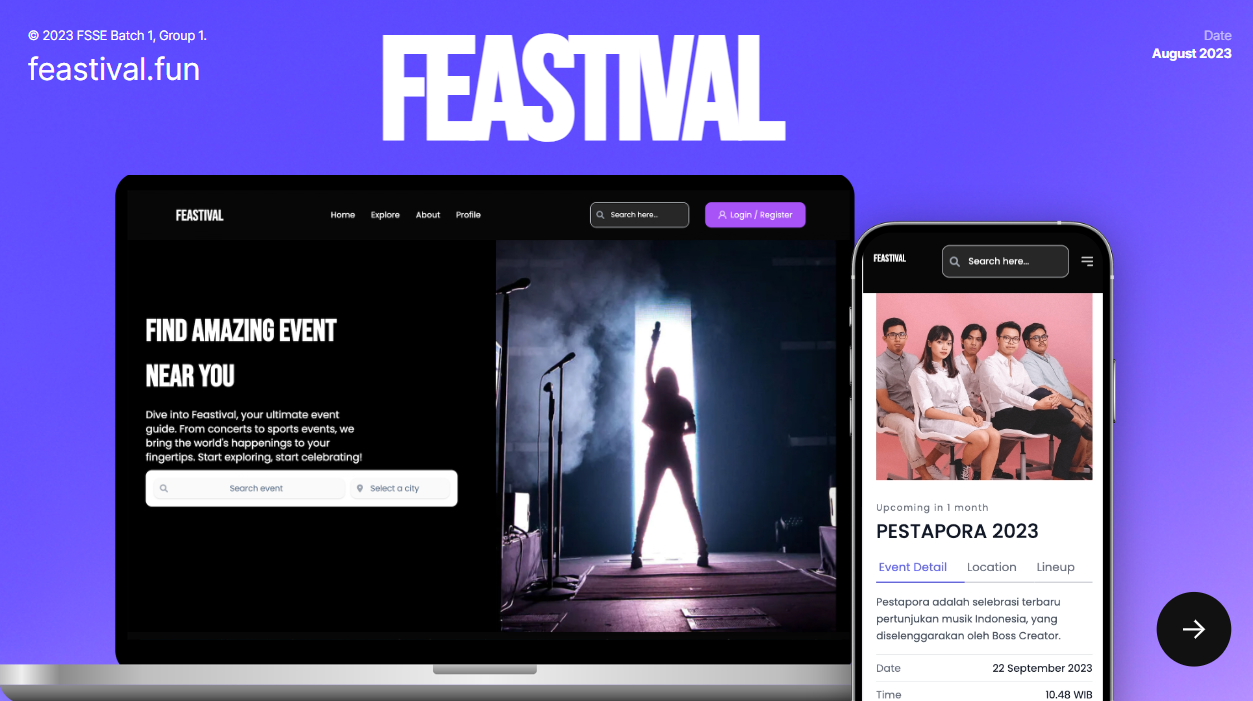 © 2023 FSSE Batch 1, Group 1.
feastival.fun
FEASTIVAL
Date
August 2023
FEASTIVAL
Home
Explore
About
Profile
Search here...
Login / Register
FIND AMAZING EVENT
NEAR YOU
Dive into Feastival, your ultimate event
guide. From concerts to sports events, we
bring the world's happenings to your
fingertips. Start exploring, start celebrating!
Search event
Select a city
FEASTIVAL
Search here...
Upcoming in 1 month
PESTAPORA 2023
Event Detail
Location
Lineup
Pestapora adalah selebrasi terbaru
pertunjukan musik Indonesia, yang
diselenggarakan oleh Boss Creator.
Date
22 September 2023
Time
10.48 WIB